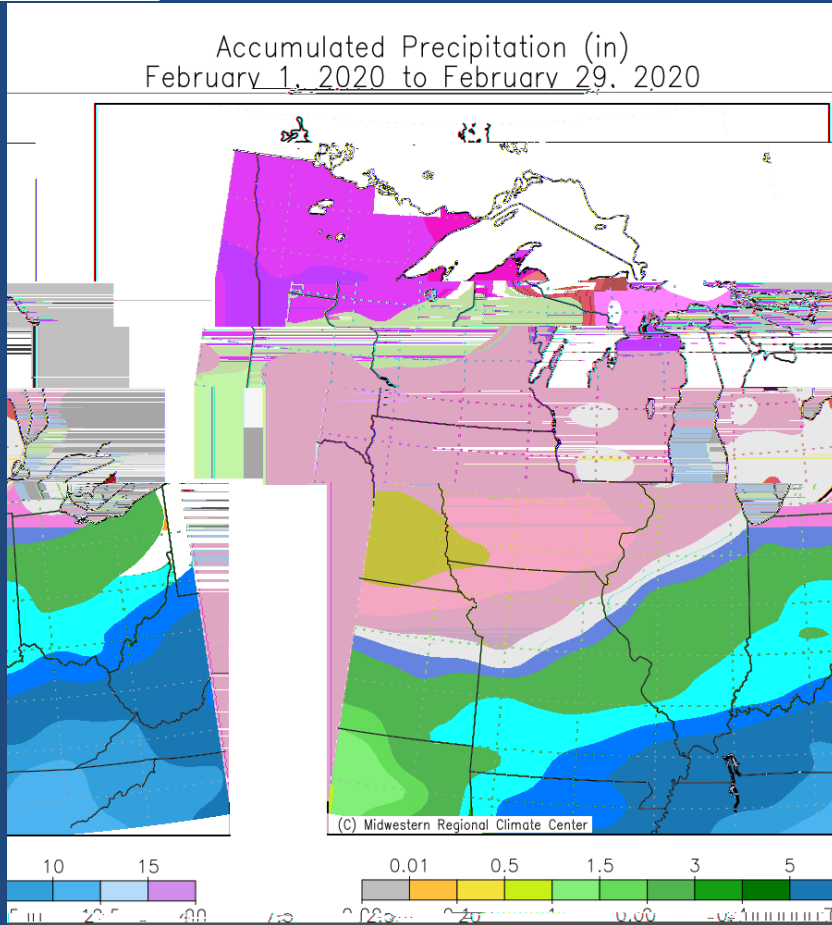 Accumulated Precipitation (in)
February 1, 2020 to February 29, 2020
(C) Midwestern Regional Climate Center
10 15 0.01 0.5 1.5 3 5